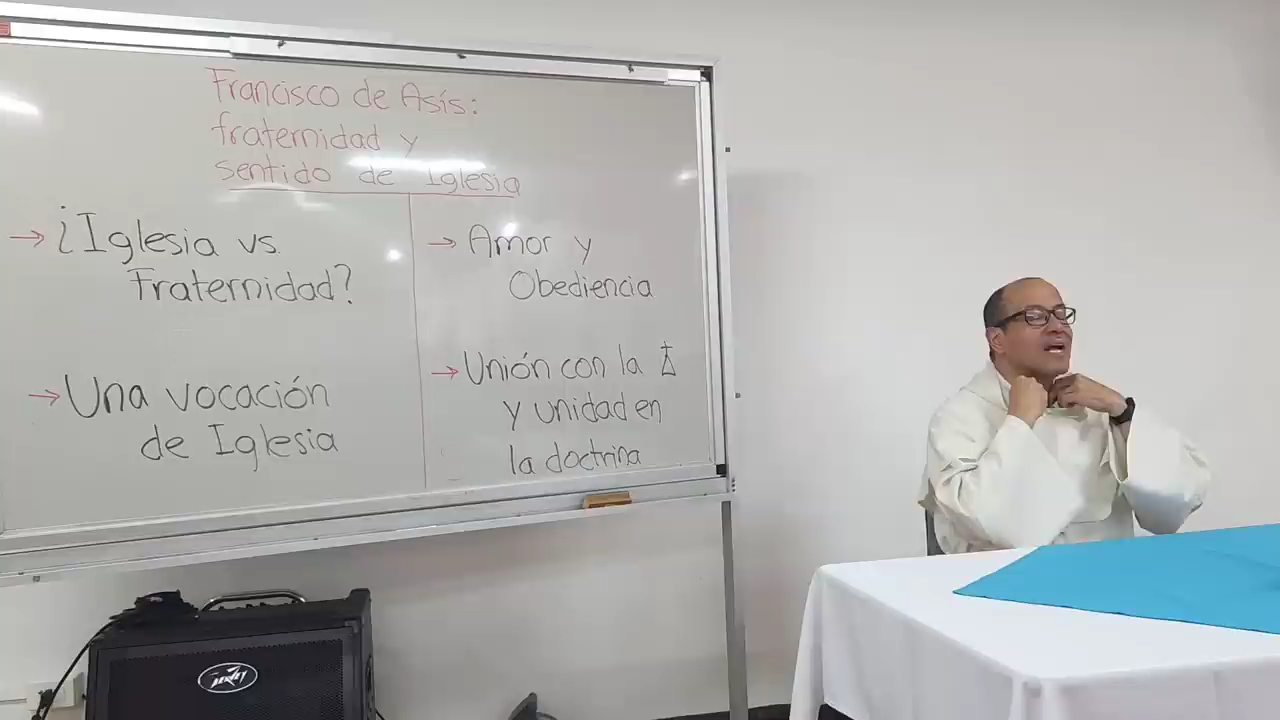 Francisco de Asís:
fraternidad y
sentido de Iglesia
→ ¿Iglesia vs.
Fraternidad?
→ Una vocación
de Iglesia
→ Amor y
Obediencia
→ Unión con la
y unidad en
la doctrina
PEAVEY